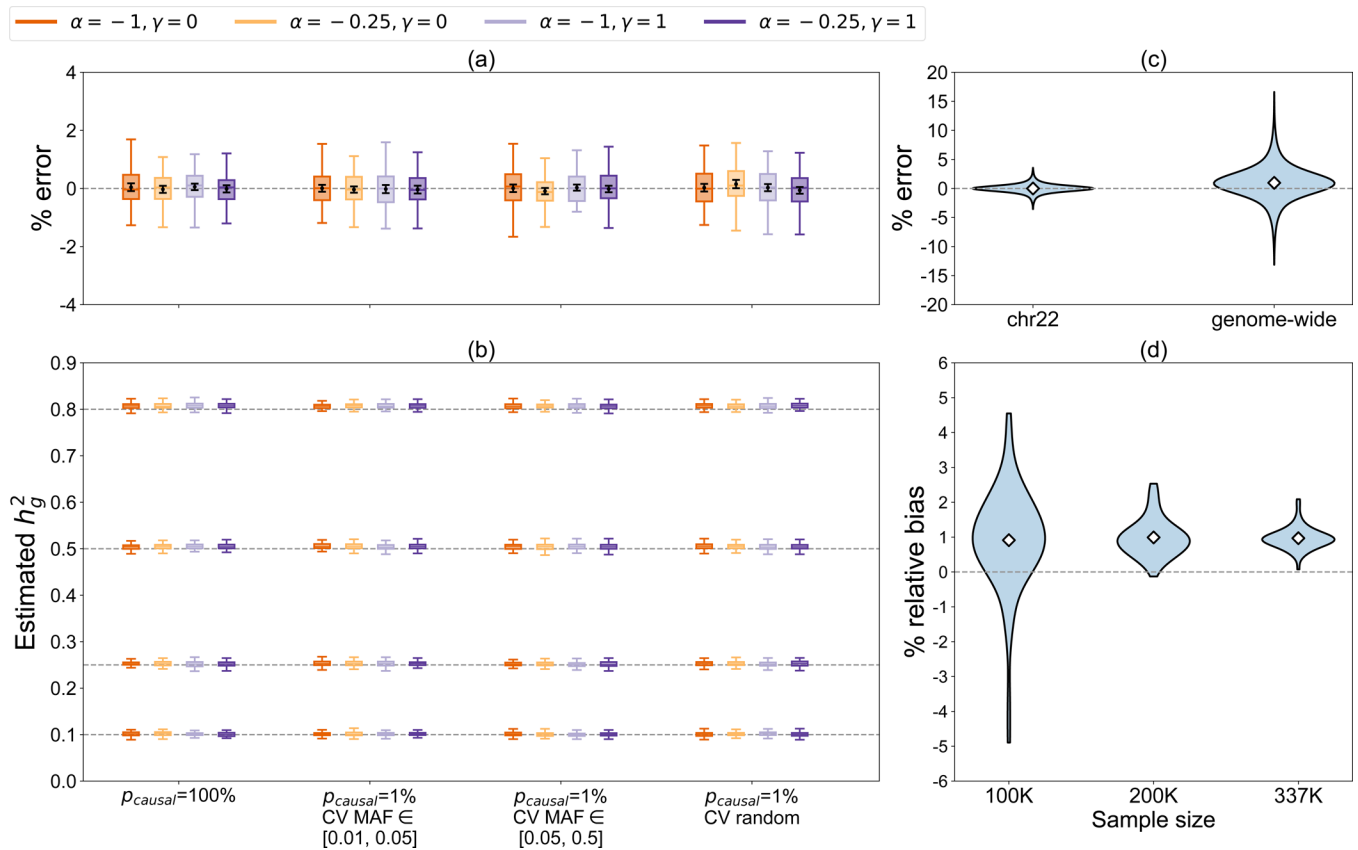 α = −1, γ = 0 α = −0.25, γ = 0 α = −1, γ = 1 α = −0.25, γ = 1
(a)
4
2
0
−2
−4
% error
(c)
20
15
10
5
0
−5
−10
−15
−20
% error
chr22 genome-wide
(b)
0.9
0.8
0.7
0.6
0.5
0.4
0.3
0.2
0.1
0.0
Estimated h_g^2
p_causal=100%
p_causal=1%
CV MAF ∈
[0.01, 0.05]
p_causal=1%
CV MAF ∈
[0.05, 0.5]
p_causal=1%
CV random
(d)
6
5
4
3
2
1
0
−1
−2
−3
−4
−5
−6
% relative bias
100K 200K 337K
Sample size